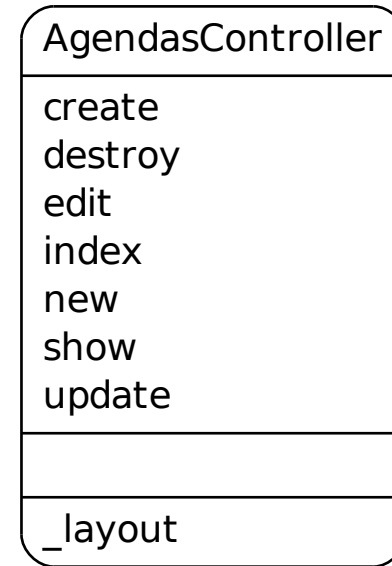 AgendasController
create
destroy
edit
index
new
show
update
_layout